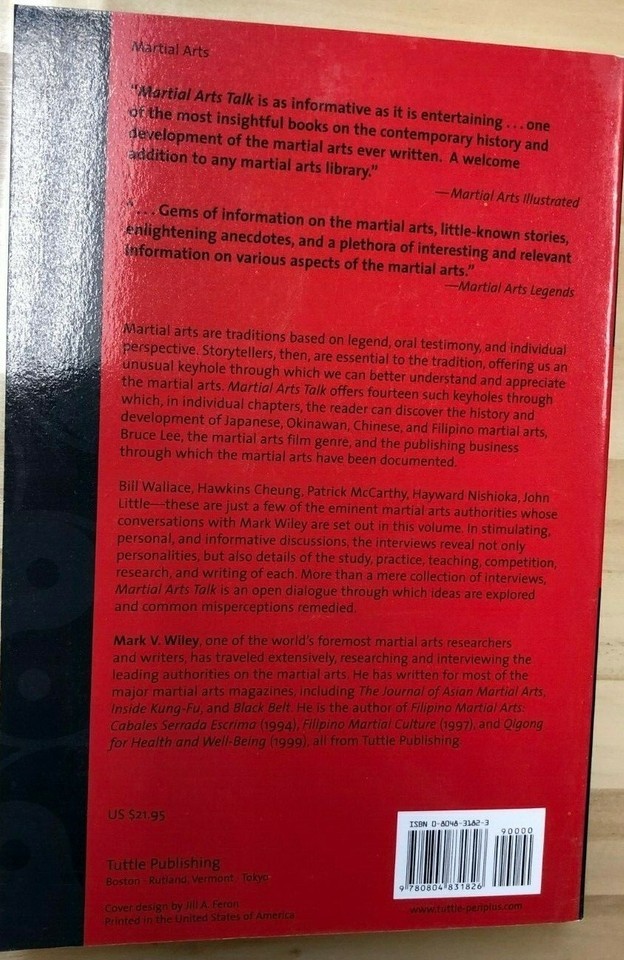 Martial Arts
"Martial Arts Talk is as informative as it is entertaining . . . one
of the most insightful books on the contemporary history and
development of the martial arts ever written. A welcome
addition to any martial arts library."
—Martial Arts Illustrated
". . . Gems of information on the martial arts, little-known stories,
enlightening anecdotes, and a plethora of interesting and relevant
information on various aspects of the martial arts."
—Martial Arts Legends
Martial arts are traditions based on legend, oral testimony, and individual
perspective. Storytellers, then, are essential to the tradition, offering us an
unusual keyhole through which we can better understand and appreciate
the martial arts. Martial Arts Talk offers fourteen such keyholes through
which, in individual chapters, the reader can discover the history and
development of Japanese, Okinawan, Chinese, and Filipino martial arts,
Bruce Lee, the martial arts film genre, and the publishing business
through which the martial arts have been documented.
Bill Wallace, Hawkins Cheung, Patrick McCarthy, Hayward Nishioka, John
Little—these are just a few of the eminent martial arts authorities whose
conversations with Mark Wiley are set out in this volume. In stimulating,
personal, and informative discussions, the interviews reveal not only
personalities, but also details of the study, practice, teaching, competition,
research, and writing of each. More than a mere collection of interviews,
Martial Arts Talk is an open dialogue through which ideas are explored
and common misperceptions remedied.
Mark V. Wiley, one of the world's foremost martial arts researchers
and writers, has traveled extensively, researching and interviewing the
leading authorities on the martial arts. He has written for most of the
major martial arts magazines, including The Journal of Asian Martial Arts,
Inside Kung-Fu, and Black Belt. He is the author of Filipino Martial Arts:
Cabales Serrada Escrima (1994), Filipino Martial Culture (1997), and Qigong
for Health and Well-Being (1999), all from Tuttle Publishing.
US $21.95
ISBN 0-8048-3182-3
90000
9 780804 831826
Tuttle Publishing
Boston · Rutland, Vermont · Tokyo
www.tuttle-periplus.com
Cover design by Jill A. Feron
Printed in the United States of America